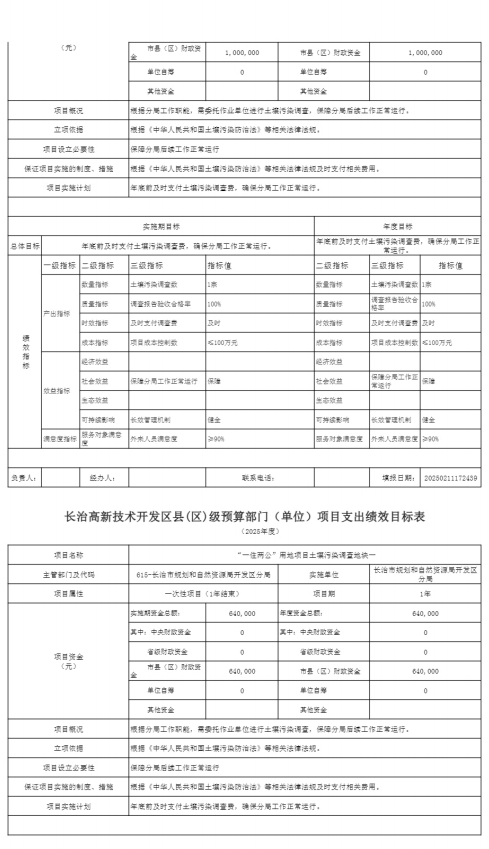 （元）
市县（区）财政资金 1,000,000 市县（区）财政资金 1,000,000
单位自筹 0 单位自筹 0
其他资金 其他资金
项目概况 根据分局工作职能，需委托作业单位进行土壤污染调查，保障分局后续工作正常运行。
立项依据 根据《中华人民共和国土壤污染防治法》等相关法律法规。
项目设立必要性 保障分局后续工作正常运行
保证项目实施的制度、措施 根据《中华人民共和国土壤污染防治法》等相关法律法规及时支付相关费用。
项目实施计划 年底前及时支付土壤污染调查费，确保分局工作正常运行。
实施期目标 年度目标
总体目标 年底前及时支付土壤污染调查费，确保分局工作正常运行。 年底前及时支付土壤污染调查费，确保分局工作正常运行。
绩效指标 一级指标 二级指标 三级指标 指标值 二级指标 三级指标 指标值
产出指标 数量指标 土壤污染调查数 1宗 数量指标 土壤污染调查数 1宗
质量指标 调查报告验收合格率 100% 质量指标 调查报告验收合格率 100%
时效指标 及时支付调查费 及时 时效指标 及时支付调查费 及时
成本指标 项目成本控制数 ≤100万元 成本指标 项目成本控制数 ≤100万元
效益指标 经济效益 经济效益
社会效益 保障分局工作正常运行 保障 社会效益 保障分局工作正常运行 保障
生态效益 生态效益
可持续影响 长效管理机制 健全 可持续影响 长效管理机制 健全
满意度指标 服务对象满意度 外来人员满意度 ≥90% 服务对象满意度 外来人员满意度 ≥90%
负责人： 经办人： 联系电话： 填报日期： 20250211172439
长治高新技术开发区县(区)级预算部门（单位）项目支出绩效目标表
（2025年度）
项目名称 “一住两公”用地项目土壤污染调查地块一
主管部门及代码 615-长治市规划和自然资源局开发区分局 实施单位 长治市规划和自然资源局开发区分局
项目属性 一次性项目（1年结束） 项目期 1年
项目资金（元） 实施期资金总额： 640,000 年度资金总额： 640,000
其中：中央财政资金 0 其中：中央财政资金 0
省级财政资金 0 省级财政资金 0
市县（区）财政资金 640,000 市县（区）财政资金 640,000
单位自筹 0 单位自筹 0
其他资金 其他资金
项目概况 根据分局工作职能，需委托作业单位进行土壤污染调查，保障分局后续工作正常运行。
立项依据 根据《中华人民共和国土壤污染防治法》等相关法律法规。
项目设立必要性 保障分局后续工作正常运行
保证项目实施的制度、措施 根据《中华人民共和国土壤污染防治法》等相关法律法规及时支付相关费用。
项目实施计划 年底前及时支付土壤污染调查费，确保分局工作正常运行。